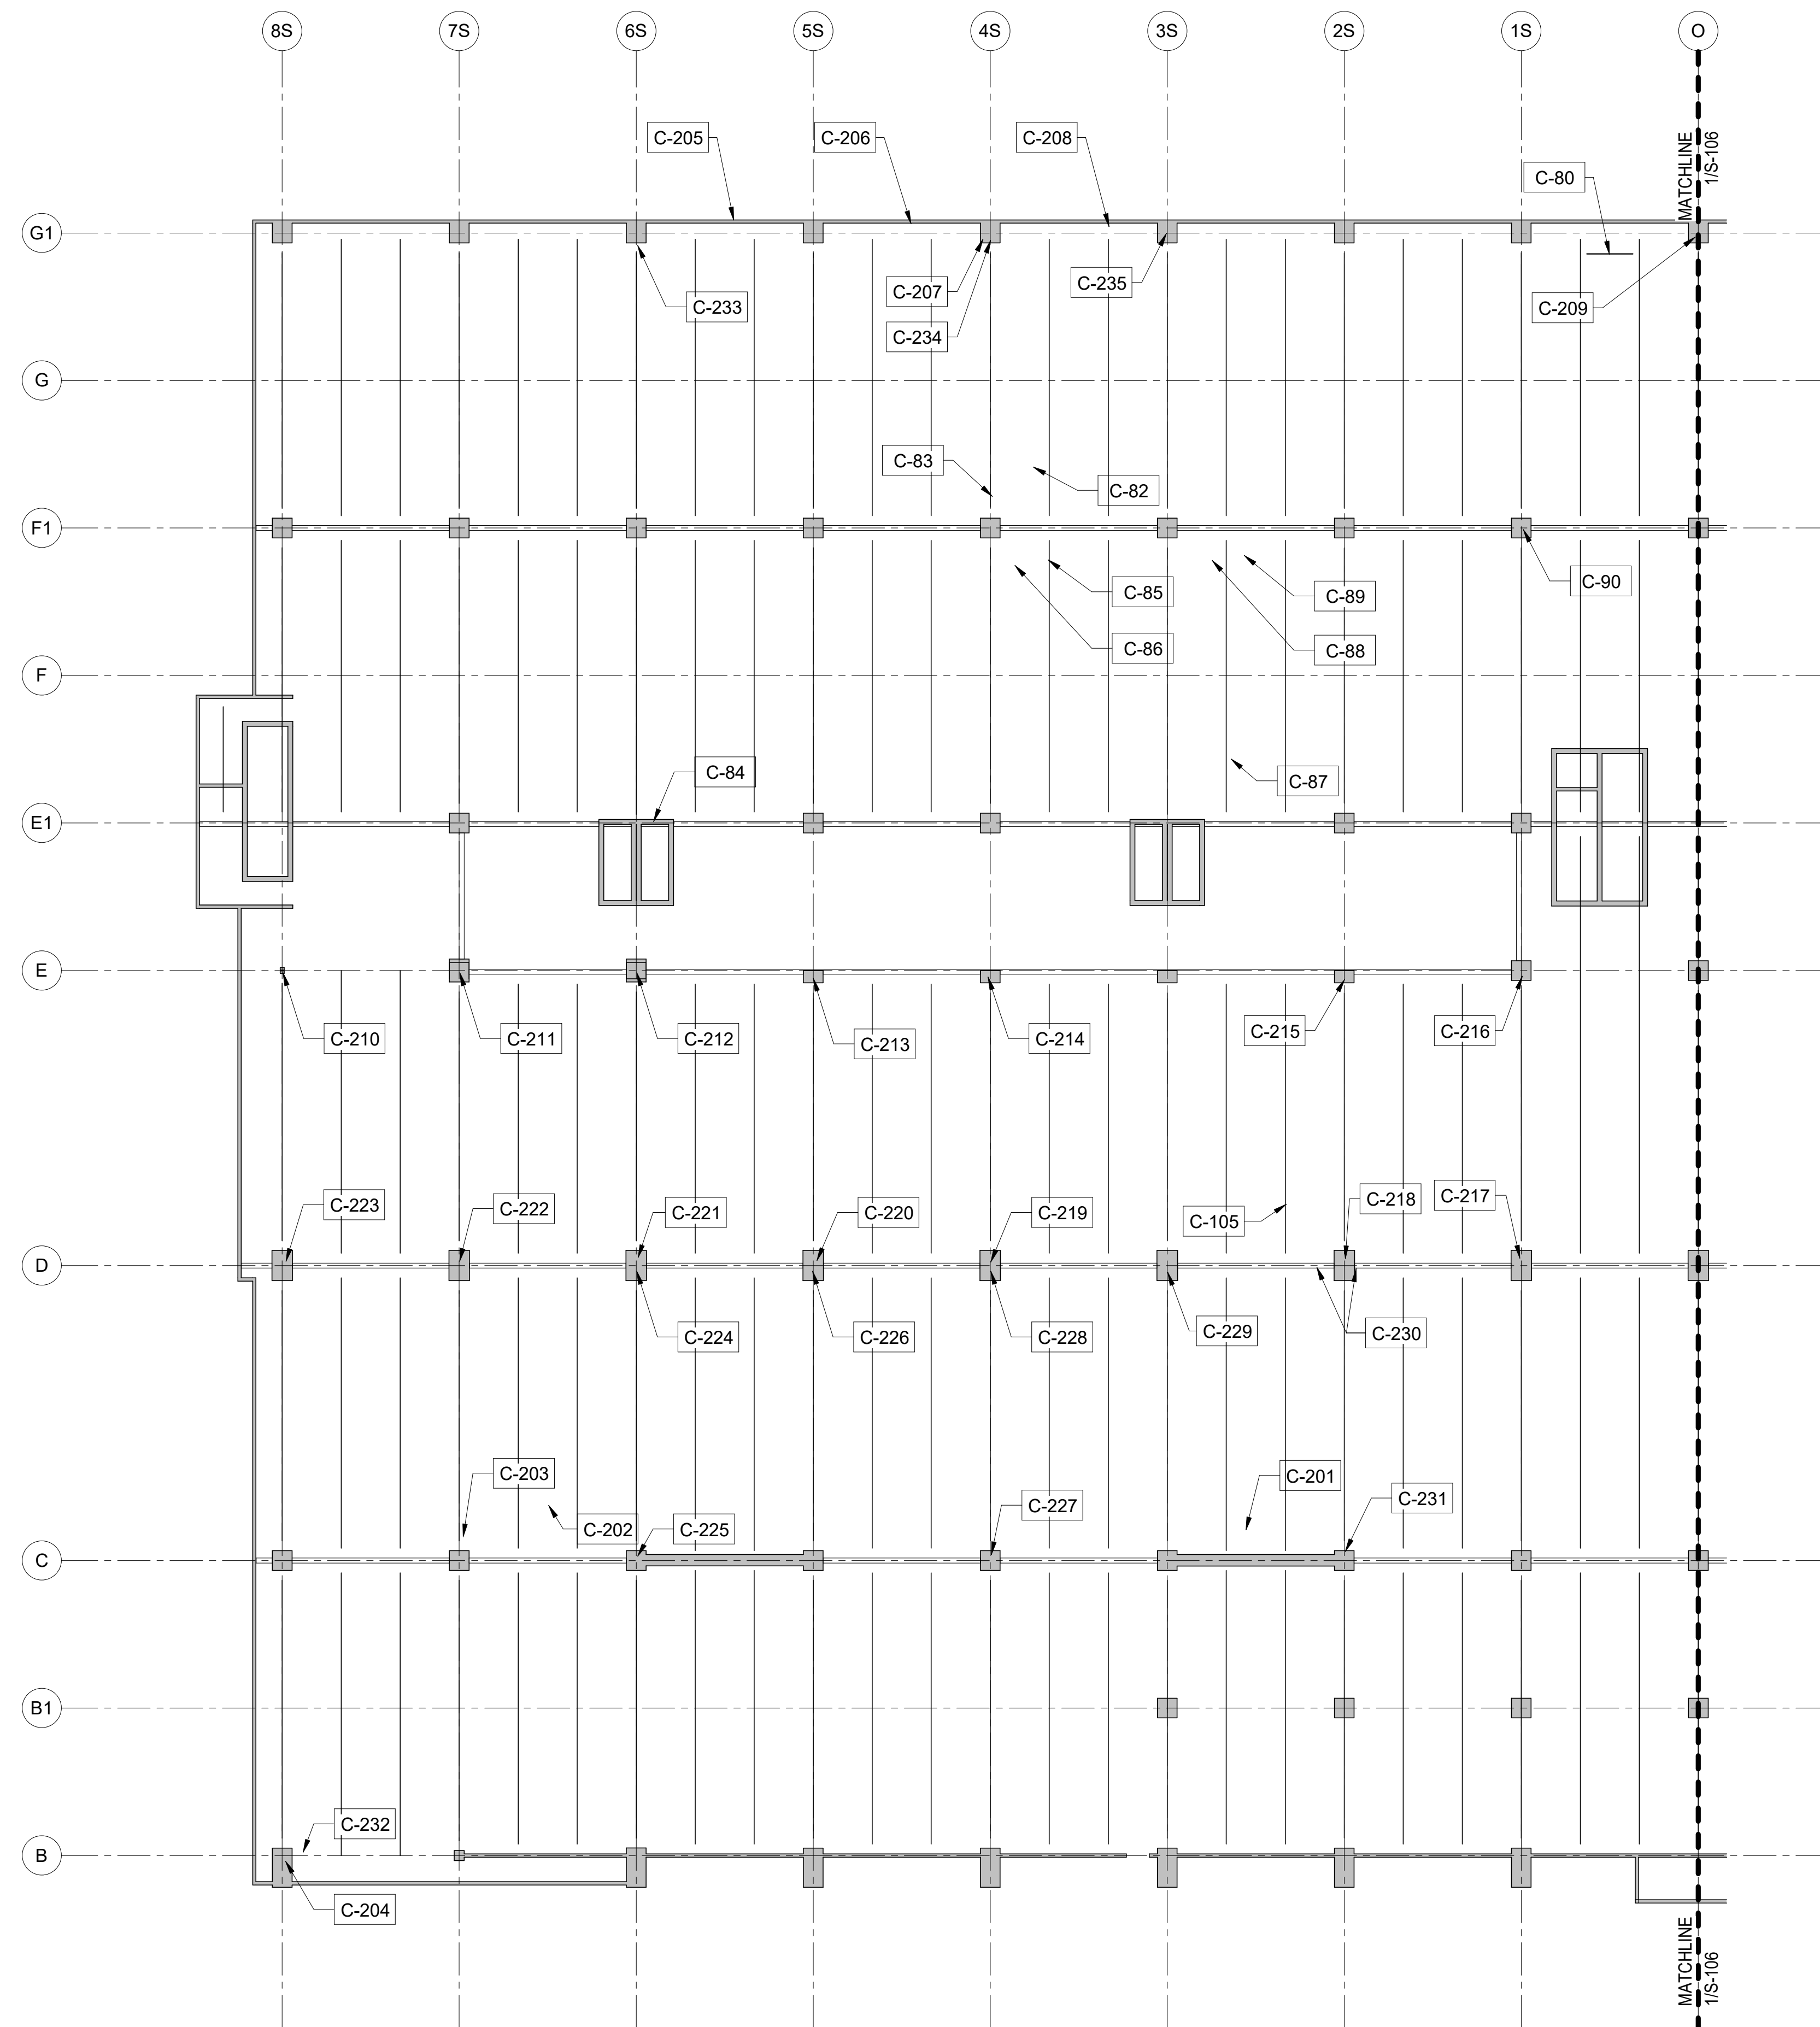 8S 7S 6S 5S 4S 3S 2S 1S O
C-205 C-206 C-208
MATCHLINE
1/S-106
C-80
G1
C-233 C-207 C-235 C-209
C-234
G
C-83 C-82
F1
C-85 C-89 C-90
C-86 C-88
F
C-84 C-87
E1
E
C-210 C-211 C-212 C-213 C-214 C-215 C-216
C-223 C-222 C-221 C-220 C-219 C-105 C-218 C-217
D
C-224 C-226 C-228 C-229 C-230
C-203 C-201
C-202 C-225 C-227 C-231
C
B1
C-232
B
C-204
MATCHLINE
1/S-106